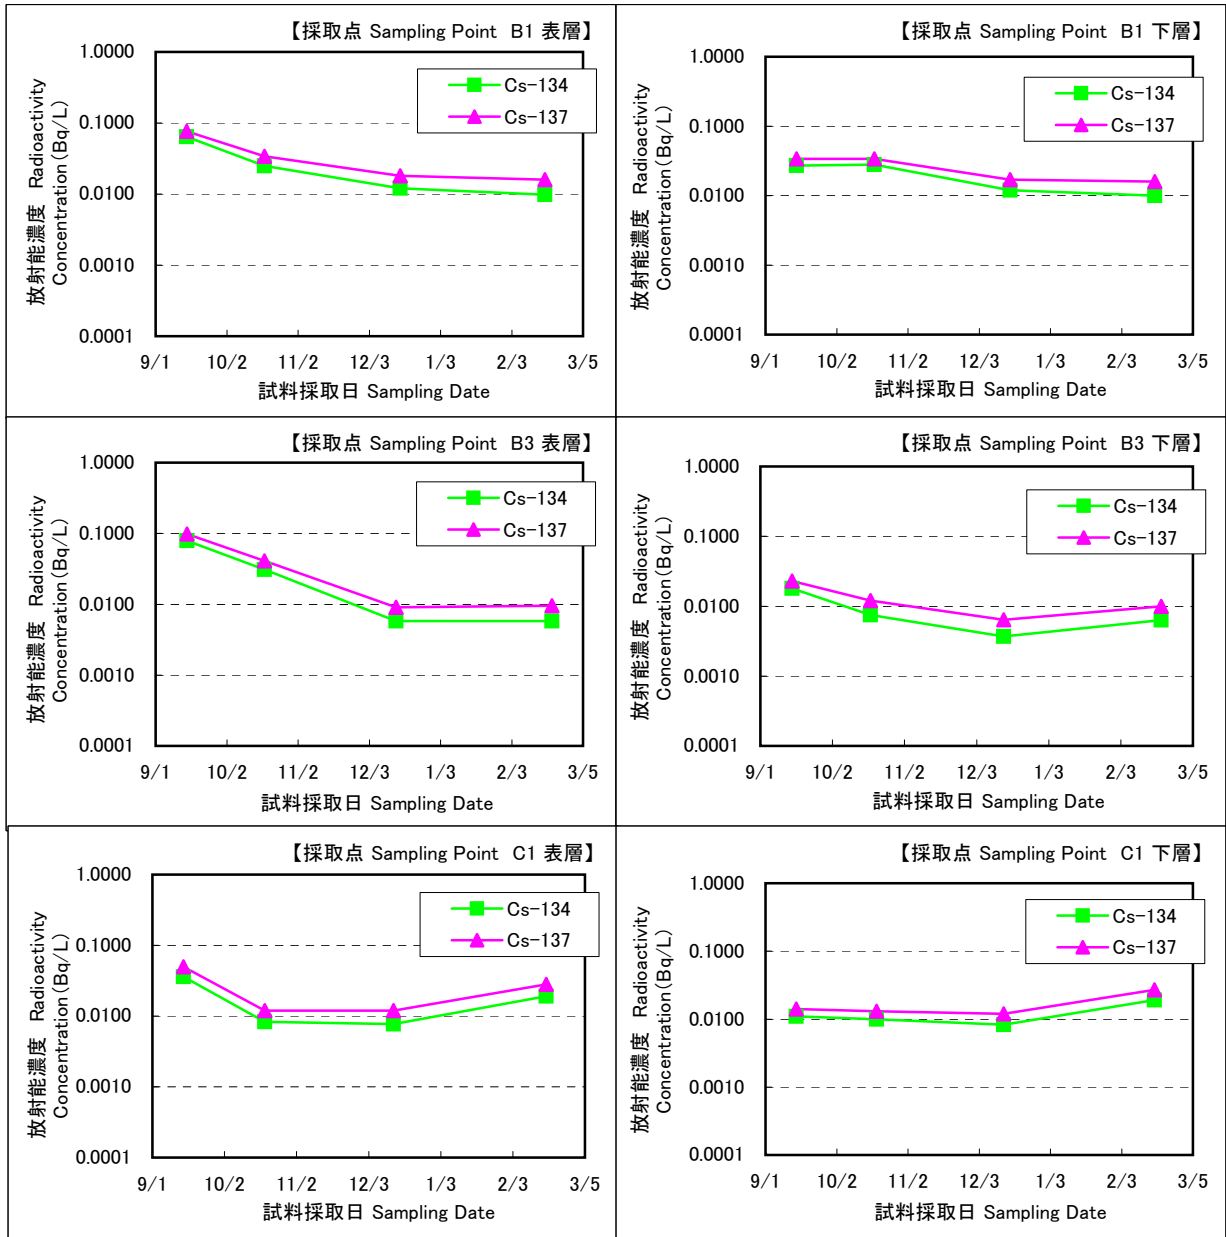 【採取点 Sampling Point B1 表層】
1.0000
0.1000
0.0100
0.0010
0.0001
放射能濃度 Radioactivity
Concentration(Bq/L)
Cs-134
Cs-137
9/1 10/2 11/2 12/3 1/3 2/3 3/5
試料採取日 Sampling Date
【採取点 Sampling Point B1 下層】
1.0000
0.1000
0.0100
0.0010
0.0001
放射能濃度 Radioactivity
Concentration(Bq/L)
Cs-134
Cs-137
9/1 10/2 11/2 12/3 1/3 2/3 3/5
試料採取日 Sampling Date
【採取点 Sampling Point B3 表層】
1.0000
0.1000
0.0100
0.0010
0.0001
放射能濃度 Radioactivity
Concentration(Bq/L)
Cs-134
Cs-137
9/1 10/2 11/2 12/3 1/3 2/3 3/5
試料採取日 Sampling Date
【採取点 Sampling Point B3 下層】
1.0000
0.1000
0.0100
0.0010
0.0001
放射能濃度 Radioactivity
Concentration(Bq/L)
Cs-134
Cs-137
9/1 10/2 11/2 12/3 1/3 2/3 3/5
試料採取日 Sampling Date
【採取点 Sampling Point C1 表層】
1.0000
0.1000
0.0100
0.0010
0.0001
放射能濃度 Radioactivity
Concentration(Bq/L)
Cs-134
Cs-137
9/1 10/2 11/2 12/3 1/3 2/3 3/5
試料採取日 Sampling Date
【採取点 Sampling Point C1 下層】
1.0000
0.1000
0.0100
0.0010
0.0001
放射能濃度 Radioactivity
Concentration(Bq/L)
Cs-134
Cs-137
9/1 10/2 11/2 12/3 1/3 2/3 3/5
試料採取日 Sampling Date